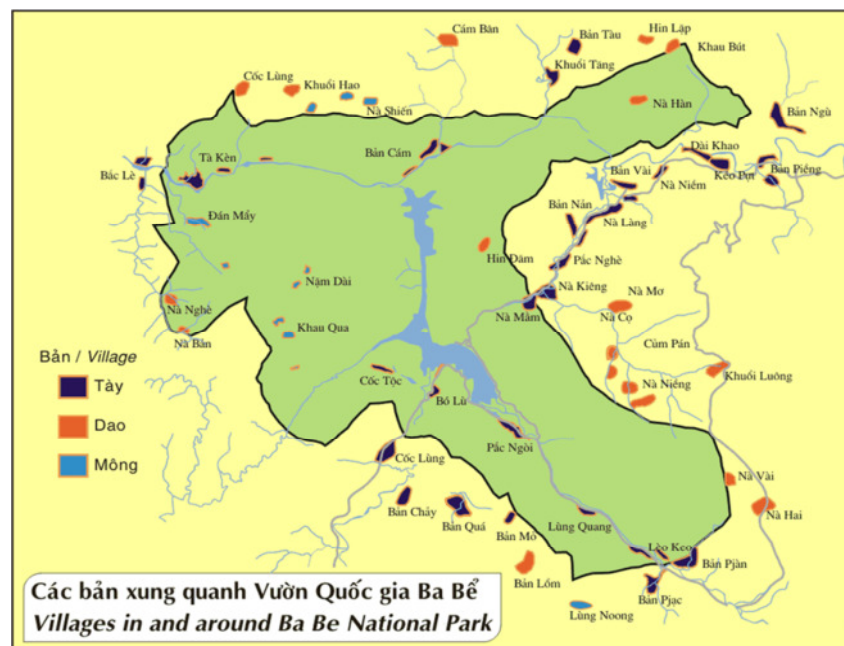 Cám Bàn
Bản Tàu
Hin Lập
Khau Bút
Khuổi Tăng
Cốc Lùng
Khuổi Hao
Nà Shiến
Nà Hàn
Bản Ngù
Bản Cám
Tà Kèn
Bác Lè
Dài Khao
Kéo Pựt
Bản Piềng
Bản Vài
Nà Niềm
Đán Mẩy
Bản Nản
Nà Làng
Hin Đăm
Pắc Nghè
Nậm Dài
Nà Kiêng
Nà Nghè
Nà Mằm
Nà Mơ
Nà Cọ
Khau Qua
Nà Bản
Cùm Pán
Bản / Village
Tày
Dao
Mông
Cốc Tộc
Bó Lù
Khuổi Luông
Nà Niềng
Pắc Ngòi
Cốc Lùng
Nà Vài
Bản Chảy
Bản Quá
Bản Mỏ
Lùng Quang
Nà Hai
Lèo Keo
Bản Pjàn
Bản Lốm
Bản Pjạc
Lùng Noong
Các bản xung quanh Vườn Quốc gia Ba Bể
Villages in and around Ba Be National Park